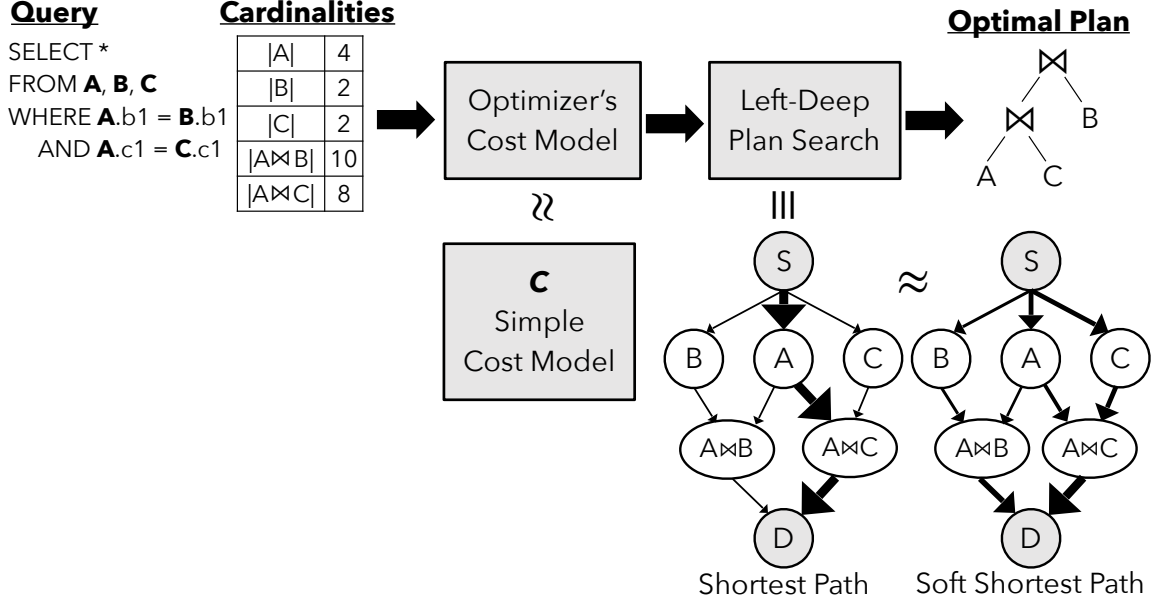 Query
SELECT *
FROM A, B, C
WHERE A.b1 = B.b1
AND A.c1 = C.c1
Cardinalities
|A| 4
|B| 2
|C| 2
|A⋈B| 10
|A⋈C| 8
Optimizer's
Cost Model
Left-Deep
Plan Search
Optimal Plan
⋈
⋈ B
A C
≈
≡
C
Simple
Cost Model
S
B A C
A⋈B A⋈C
D
Shortest Path
≈
S
B A C
A⋈B A⋈C
D
Soft Shortest Path